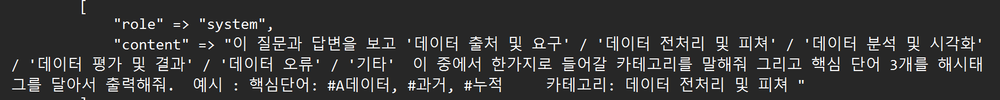 [
"role" => "system",
"content" => "이 질문과 답변을 보고 '데이터 출처 및 요구' / '데이터 전처리 및 피쳐' / '데이터 분석 및 시각화'
/ '데이터 평가 및 결과' / '데이터 오류' / '기타'  이 중에서 한가지로 들어갈 카테고리를 말해줘 그리고 핵심 단어 3개를 해시태
그를 달아서 출력해줘.  예시 : 핵심단어: #A데이터, #과거, #누적     카테고리: 데이터 전처리 및 피쳐 "